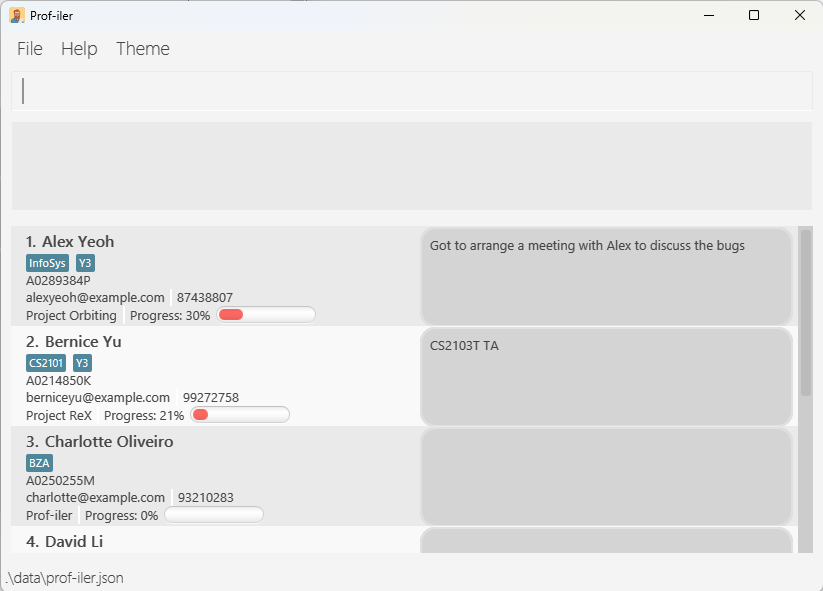 Prof-iler
File Help Theme
1. Alex Yeoh
InfoSys Y3
A0289384P
alexyeoh@example.com 87438807
Project Orbiting Progress: 30%
Got to arrange a meeting with Alex to discuss the bugs
2. Bernice Yu
CS2101 Y3
A0214850K
berniceyu@example.com 99272758
Project ReX Progress: 21%
CS2103T TA
3. Charlotte Oliveiro
BZA
A0250255M
charlotte@example.com 93210283
Prof-iler Progress: 0%
4. David Li
.\data\prof-iler.json